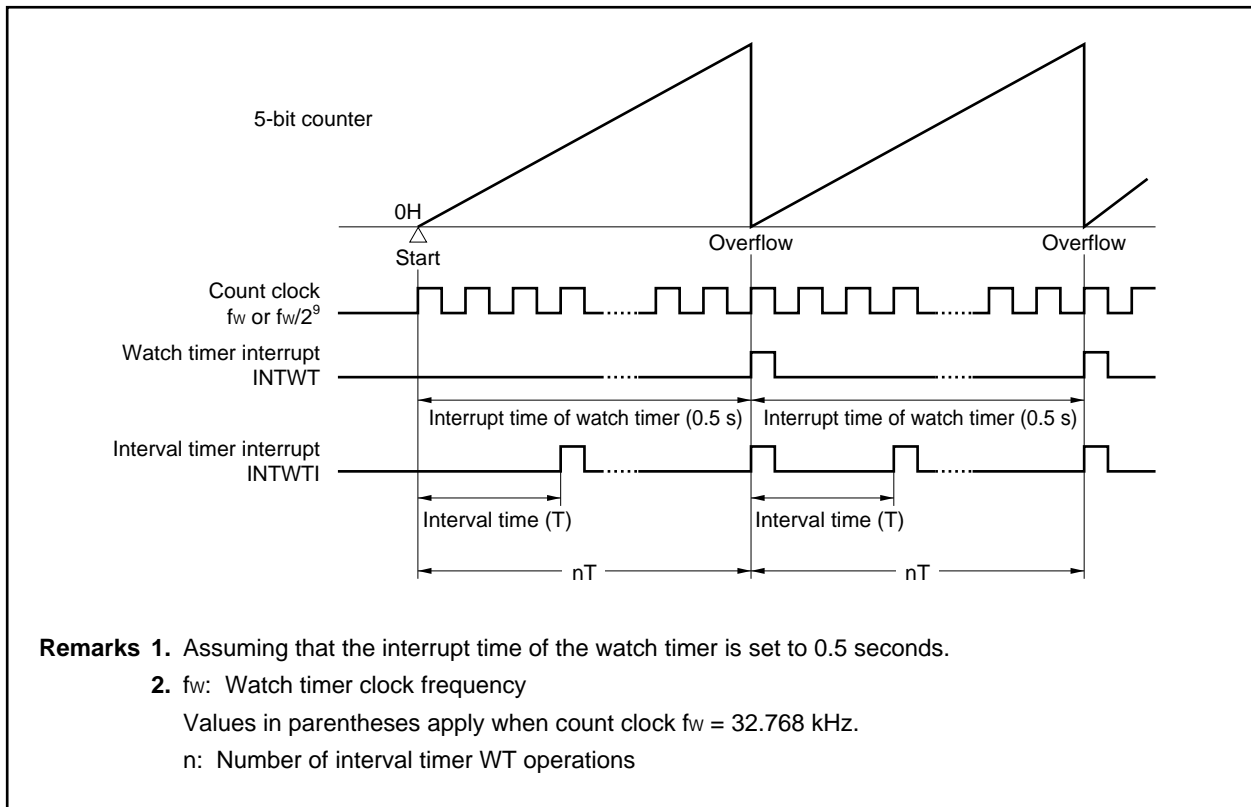 5-bit counter
0H
Start
Overflow
Overflow
Count clock
fW or fW/2⁹
Watch timer interrupt
INTWT
Interrupt time of watch timer (0.5 s)
Interrupt time of watch timer (0.5 s)
Interval timer interrupt
INTWTI
Interval time (T)
Interval time (T)
nT
nT
Remarks 1. Assuming that the interrupt time of the watch timer is set to 0.5 seconds.
2. fW: Watch timer clock frequency
Values in parentheses apply when count clock fW = 32.768 kHz.
n: Number of interval timer WT operations